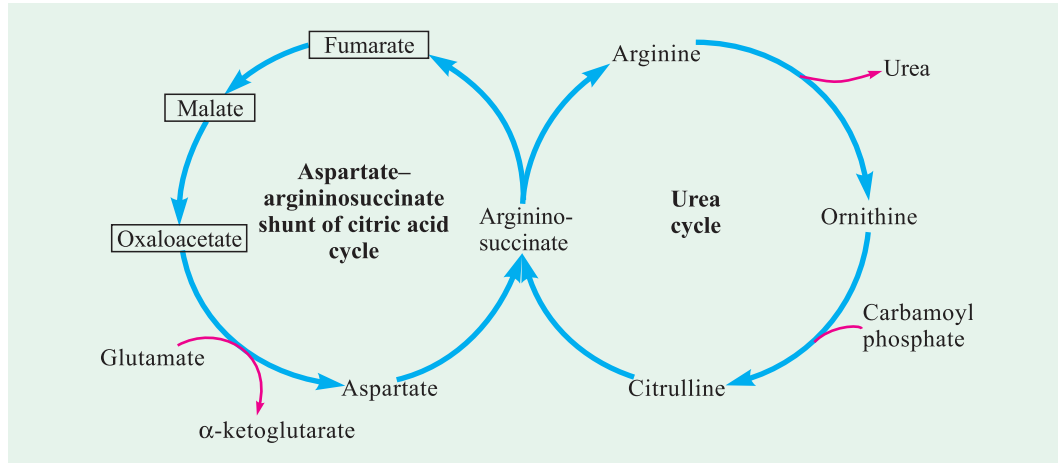 Fumarate
Malate
Oxaloacetate
Aspartate–
argininosuccinate
shunt of citric acid
cycle
Glutamate
α-ketoglutarate
Aspartate
Arginino-
succinate
Arginine
Urea
Urea
cycle
Ornithine
Carbamoyl
phosphate
Citrulline